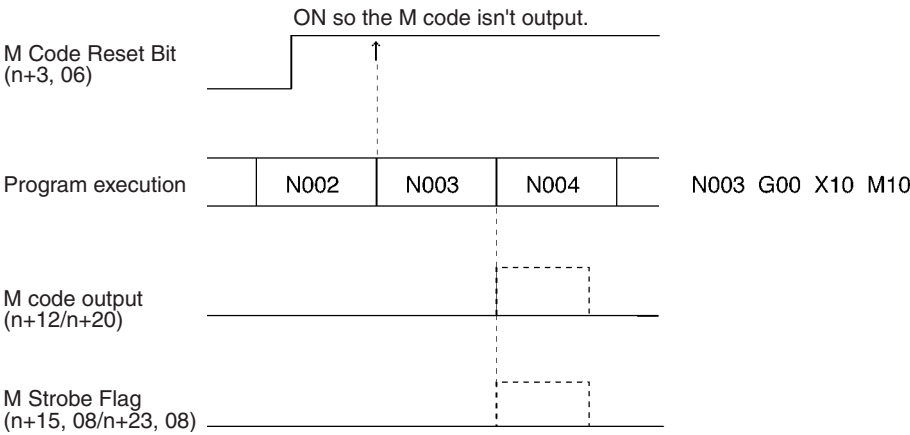 ON so the M code isn't output.
M Code Reset Bit
(n+3, 06)
Program execution
N002
N003
N004
N003 G00 X10 M10
M code output
(n+12/n+20)
M Strobe Flag
(n+15, 08/n+23, 08)